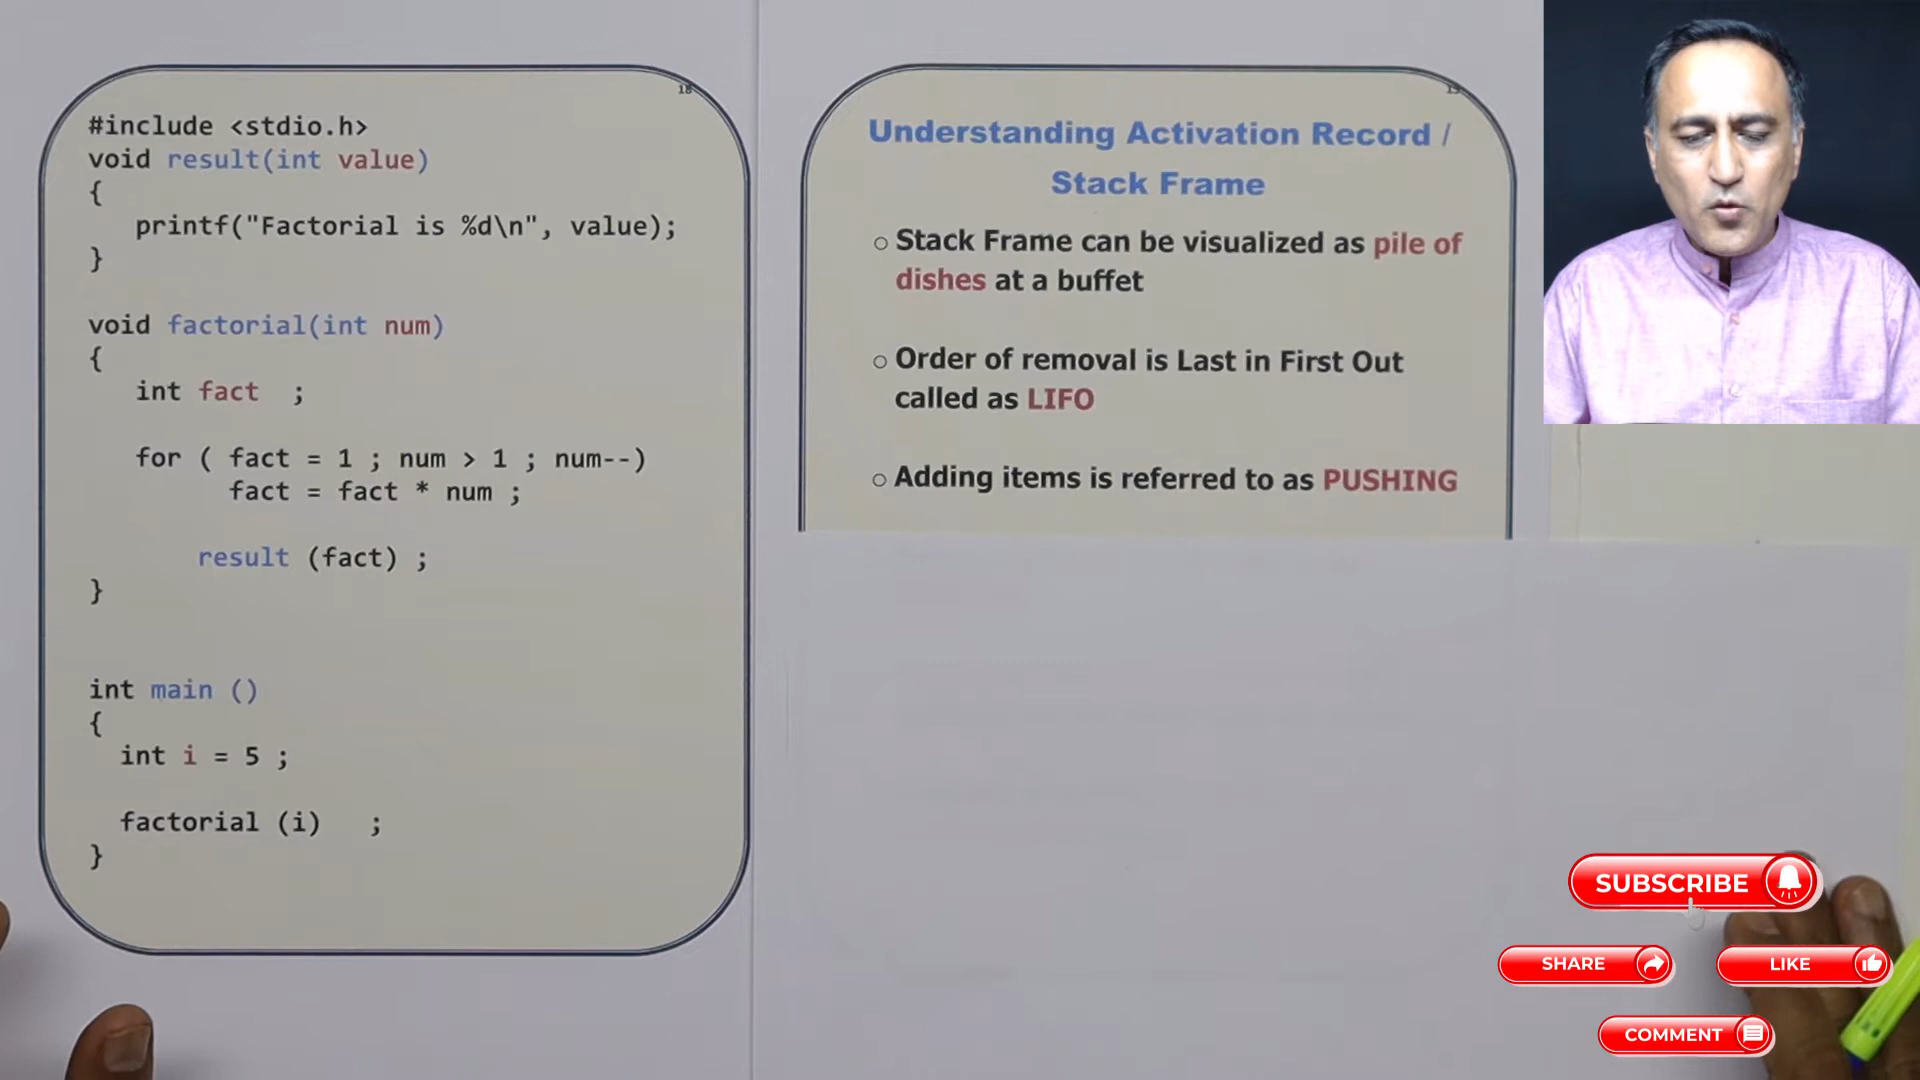 18
#include <stdio.h>
void result(int value)
{
printf("Factorial is %d\n", value);
}
void factorial(int num)
{
int fact ;
for ( fact = 1 ; num > 1 ; num--)
fact = fact * num ;
result (fact) ;
}
int main ()
{
int i = 5 ;
factorial (i) ;
}
Understanding Activation Record /
Stack Frame
○ Stack Frame can be visualized as pile of
dishes at a buffet
○ Order of removal is Last in First Out
called as LIFO
○ Adding items is referred to as PUSHING
SUBSCRIBE
SHARE
LIKE
COMMENT